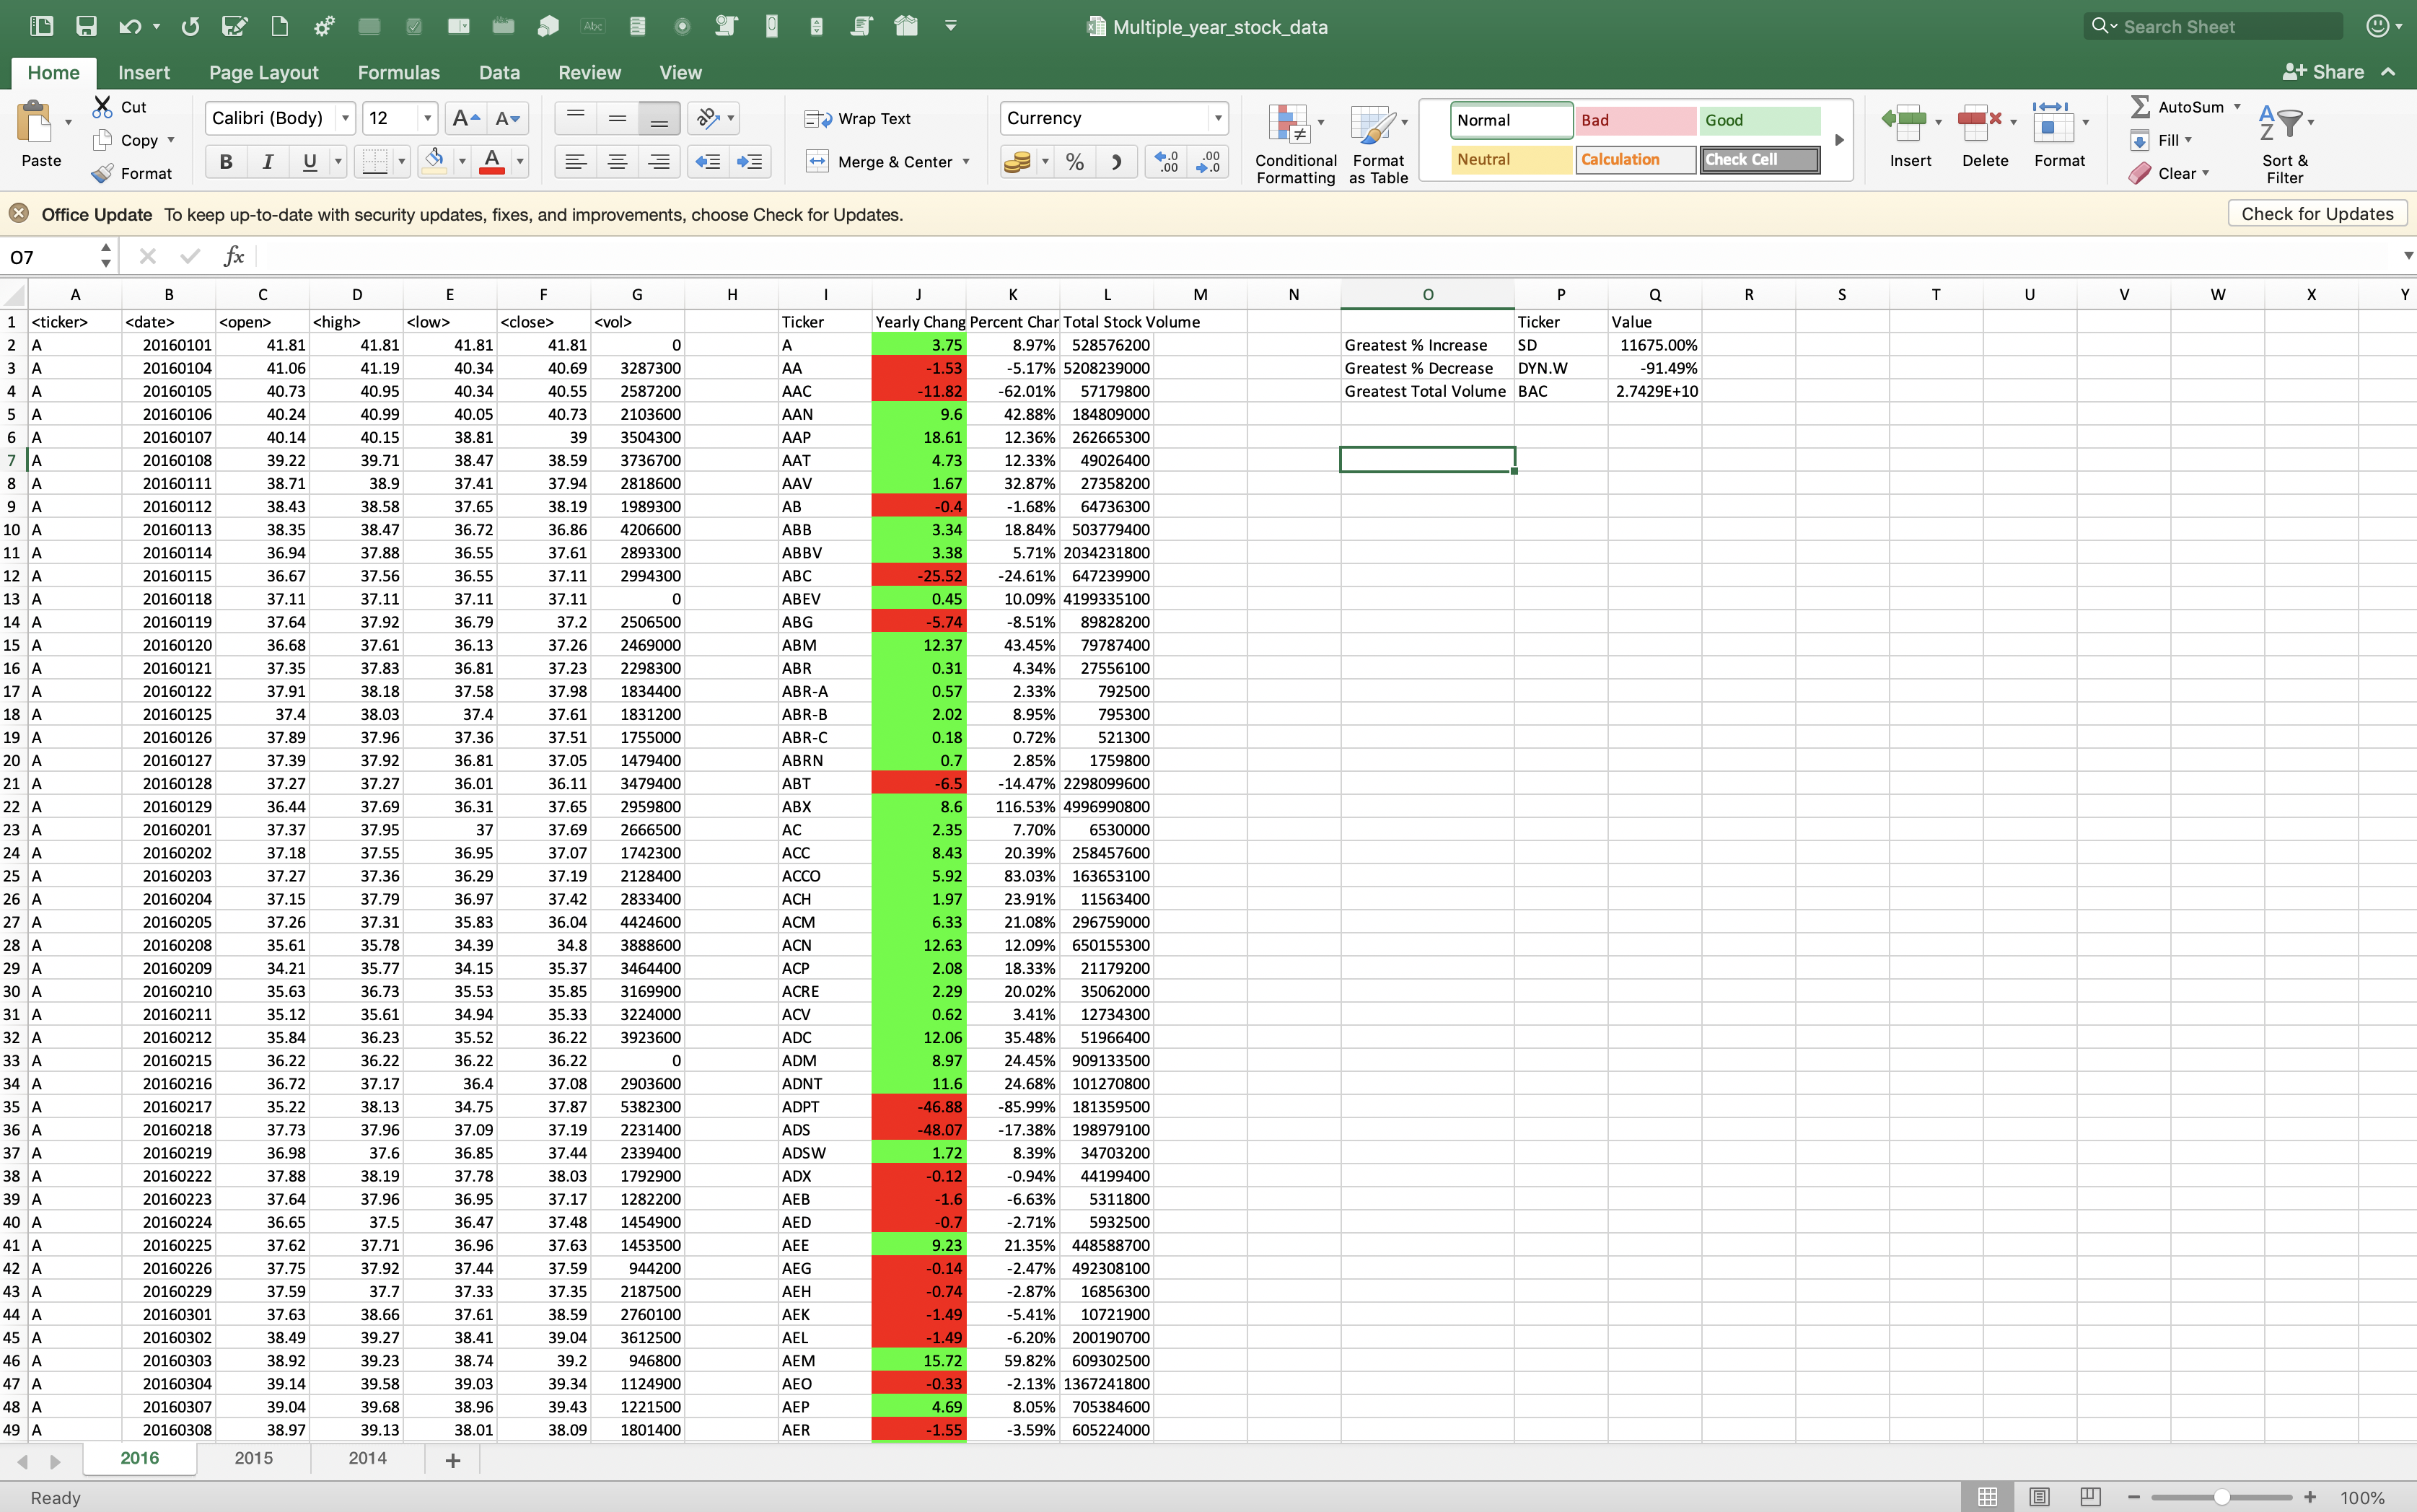 Abc
Multiple_year_stock_data
Search Sheet
Home Insert Page Layout Formulas Data Review View Share
Paste Cut Copy Format
Calibri (Body) 12
B I U A
Wrap Text
Merge & Center
Currency
%
Conditional Formatting Format as Table
Normal Bad Good
Neutral Calculation Check Cell
Insert Delete Format
AutoSum
Fill
Clear
Sort & Filter
Office Update To keep up-to-date with security updates, fixes, and improvements, choose Check for Updates. Check for Updates
O7 fx
A B C D E F G H I J K L M N O P Q R S T U V W X Y
1 <ticker> <date> <open> <high> <low> <close> <vol> Ticker Yearly Chang Percent Char Total Stock Volume Ticker Value
2 A 20160101 41.81 41.81 41.81 41.81 0 A 3.75 8.97% 528576200 Greatest % Increase SD 11675.00%
3 A 20160104 41.06 41.19 40.34 40.69 3287300 AA -1.53 -5.17% 5208239000 Greatest % Decrease DYN.W -91.49%
4 A 20160105 40.73 40.95 40.34 40.55 2587200 AAC -11.82 -62.01% 57179800 Greatest Total Volume BAC 2.7429E+10
5 A 20160106 40.24 40.99 40.05 40.73 2103600 AAN 9.6 42.88% 184809000
6 A 20160107 40.14 40.15 38.81 39 3504300 AAP 18.61 12.36% 262665300
7 A 20160108 39.22 39.71 38.47 38.59 3736700 AAT 4.73 12.33% 49026400
8 A 20160111 38.71 38.9 37.41 37.94 2818600 AAV 1.67 32.87% 27358200
9 A 20160112 38.43 38.58 37.65 38.19 1989300 AB -0.4 -1.68% 64736300
10 A 20160113 38.35 38.47 36.72 36.86 4206600 ABB 3.34 18.84% 503779400
11 A 20160114 36.94 37.88 36.55 37.61 2893300 ABBV 3.38 5.71% 2034231800
12 A 20160115 36.67 37.56 36.55 37.11 2994300 ABC -25.52 -24.61% 647239900
13 A 20160118 37.11 37.11 37.11 37.11 0 ABEV 0.45 10.09% 4199335100
14 A 20160119 37.64 37.92 36.79 37.2 2506500 ABG -5.74 -8.51% 89828200
15 A 20160120 36.68 37.61 36.13 37.26 2469000 ABM 12.37 43.45% 79787400
16 A 20160121 37.35 37.83 36.81 37.23 2298300 ABR 0.31 4.34% 27556100
17 A 20160122 37.91 38.18 37.58 37.98 1834400 ABR-A 0.57 2.33% 792500
18 A 20160125 37.4 38.03 37.4 37.61 1831200 ABR-B 2.02 8.95% 795300
19 A 20160126 37.89 37.96 37.36 37.51 1755000 ABR-C 0.18 0.72% 521300
20 A 20160127 37.39 37.92 36.81 37.05 1479400 ABRN 0.7 2.85% 1759800
21 A 20160128 37.27 37.27 36.01 36.11 3479400 ABT -6.5 -14.47% 2298099600
22 A 20160129 36.44 37.69 36.31 37.65 2959800 ABX 8.6 116.53% 4996990800
23 A 20160201 37.37 37.95 37 37.69 2666500 AC 2.35 7.70% 6530000
24 A 20160202 37.18 37.55 36.95 37.07 1742300 ACC 8.43 20.39% 258457600
25 A 20160203 37.27 37.36 36.29 37.19 2128400 ACCO 5.92 83.03% 163653100
26 A 20160204 37.15 37.79 36.97 37.42 2833400 ACH 1.97 23.91% 11563400
27 A 20160205 37.26 37.31 35.83 36.04 4424600 ACM 6.33 21.08% 296759000
28 A 20160208 35.61 35.78 34.39 34.8 3888600 ACN 12.63 12.09% 650155300
29 A 20160209 34.21 35.77 34.15 35.37 3464400 ACP 2.08 18.33% 21179200
30 A 20160210 35.63 36.73 35.53 35.85 3169900 ACRE 2.29 20.02% 35062000
31 A 20160211 35.12 35.61 34.94 35.33 3224000 ACV 0.62 3.41% 12734300
32 A 20160212 35.84 36.23 35.52 36.22 3923600 ADC 12.06 35.48% 51966400
33 A 20160215 36.22 36.22 36.22 36.22 0 ADM 8.97 24.45% 909133500
34 A 20160216 36.72 37.17 36.4 37.08 2903600 ADNT 11.6 24.68% 101270800
35 A 20160217 35.22 38.13 34.75 37.87 5382300 ADPT -46.88 -85.99% 181359500
36 A 20160218 37.73 37.96 37.09 37.19 2231400 ADS -48.07 -17.38% 198979100
37 A 20160219 36.98 37.6 36.85 37.44 2339400 ADSW 1.72 8.39% 34703200
38 A 20160222 37.88 38.19 37.78 38.03 1792900 ADX -0.12 -0.94% 44199400
39 A 20160223 37.64 37.96 36.95 37.17 1282200 AEB -1.6 -6.63% 5311800
40 A 20160224 36.65 37.5 36.47 37.48 1454900 AED -0.7 -2.71% 5932500
41 A 20160225 37.62 37.71 36.96 37.63 1453500 AEE 9.23 21.35% 448588700
42 A 20160226 37.75 37.92 37.44 37.59 944200 AEG -0.14 -2.47% 492308100
43 A 20160229 37.59 37.7 37.33 37.35 2187500 AEH -0.74 -2.87% 16856300
44 A 20160301 37.63 38.66 37.61 38.59 2760100 AEK -1.49 -5.41% 10721900
45 A 20160302 38.49 39.27 38.41 39.04 3612500 AEL -1.49 -6.20% 200190700
46 A 20160303 38.92 39.23 38.74 39.2 946800 AEM 15.72 59.82% 609302500
47 A 20160304 39.14 39.58 39.03 39.34 1124900 AEO -0.33 -2.13% 1367241800
48 A 20160307 39.04 39.68 38.96 39.43 1221500 AEP 4.69 8.05% 705384600
49 A 20160308 38.97 39.13 38.01 38.09 1801400 AER -1.55 -3.59% 605224000
2016 2015 2014 +
Ready 100%